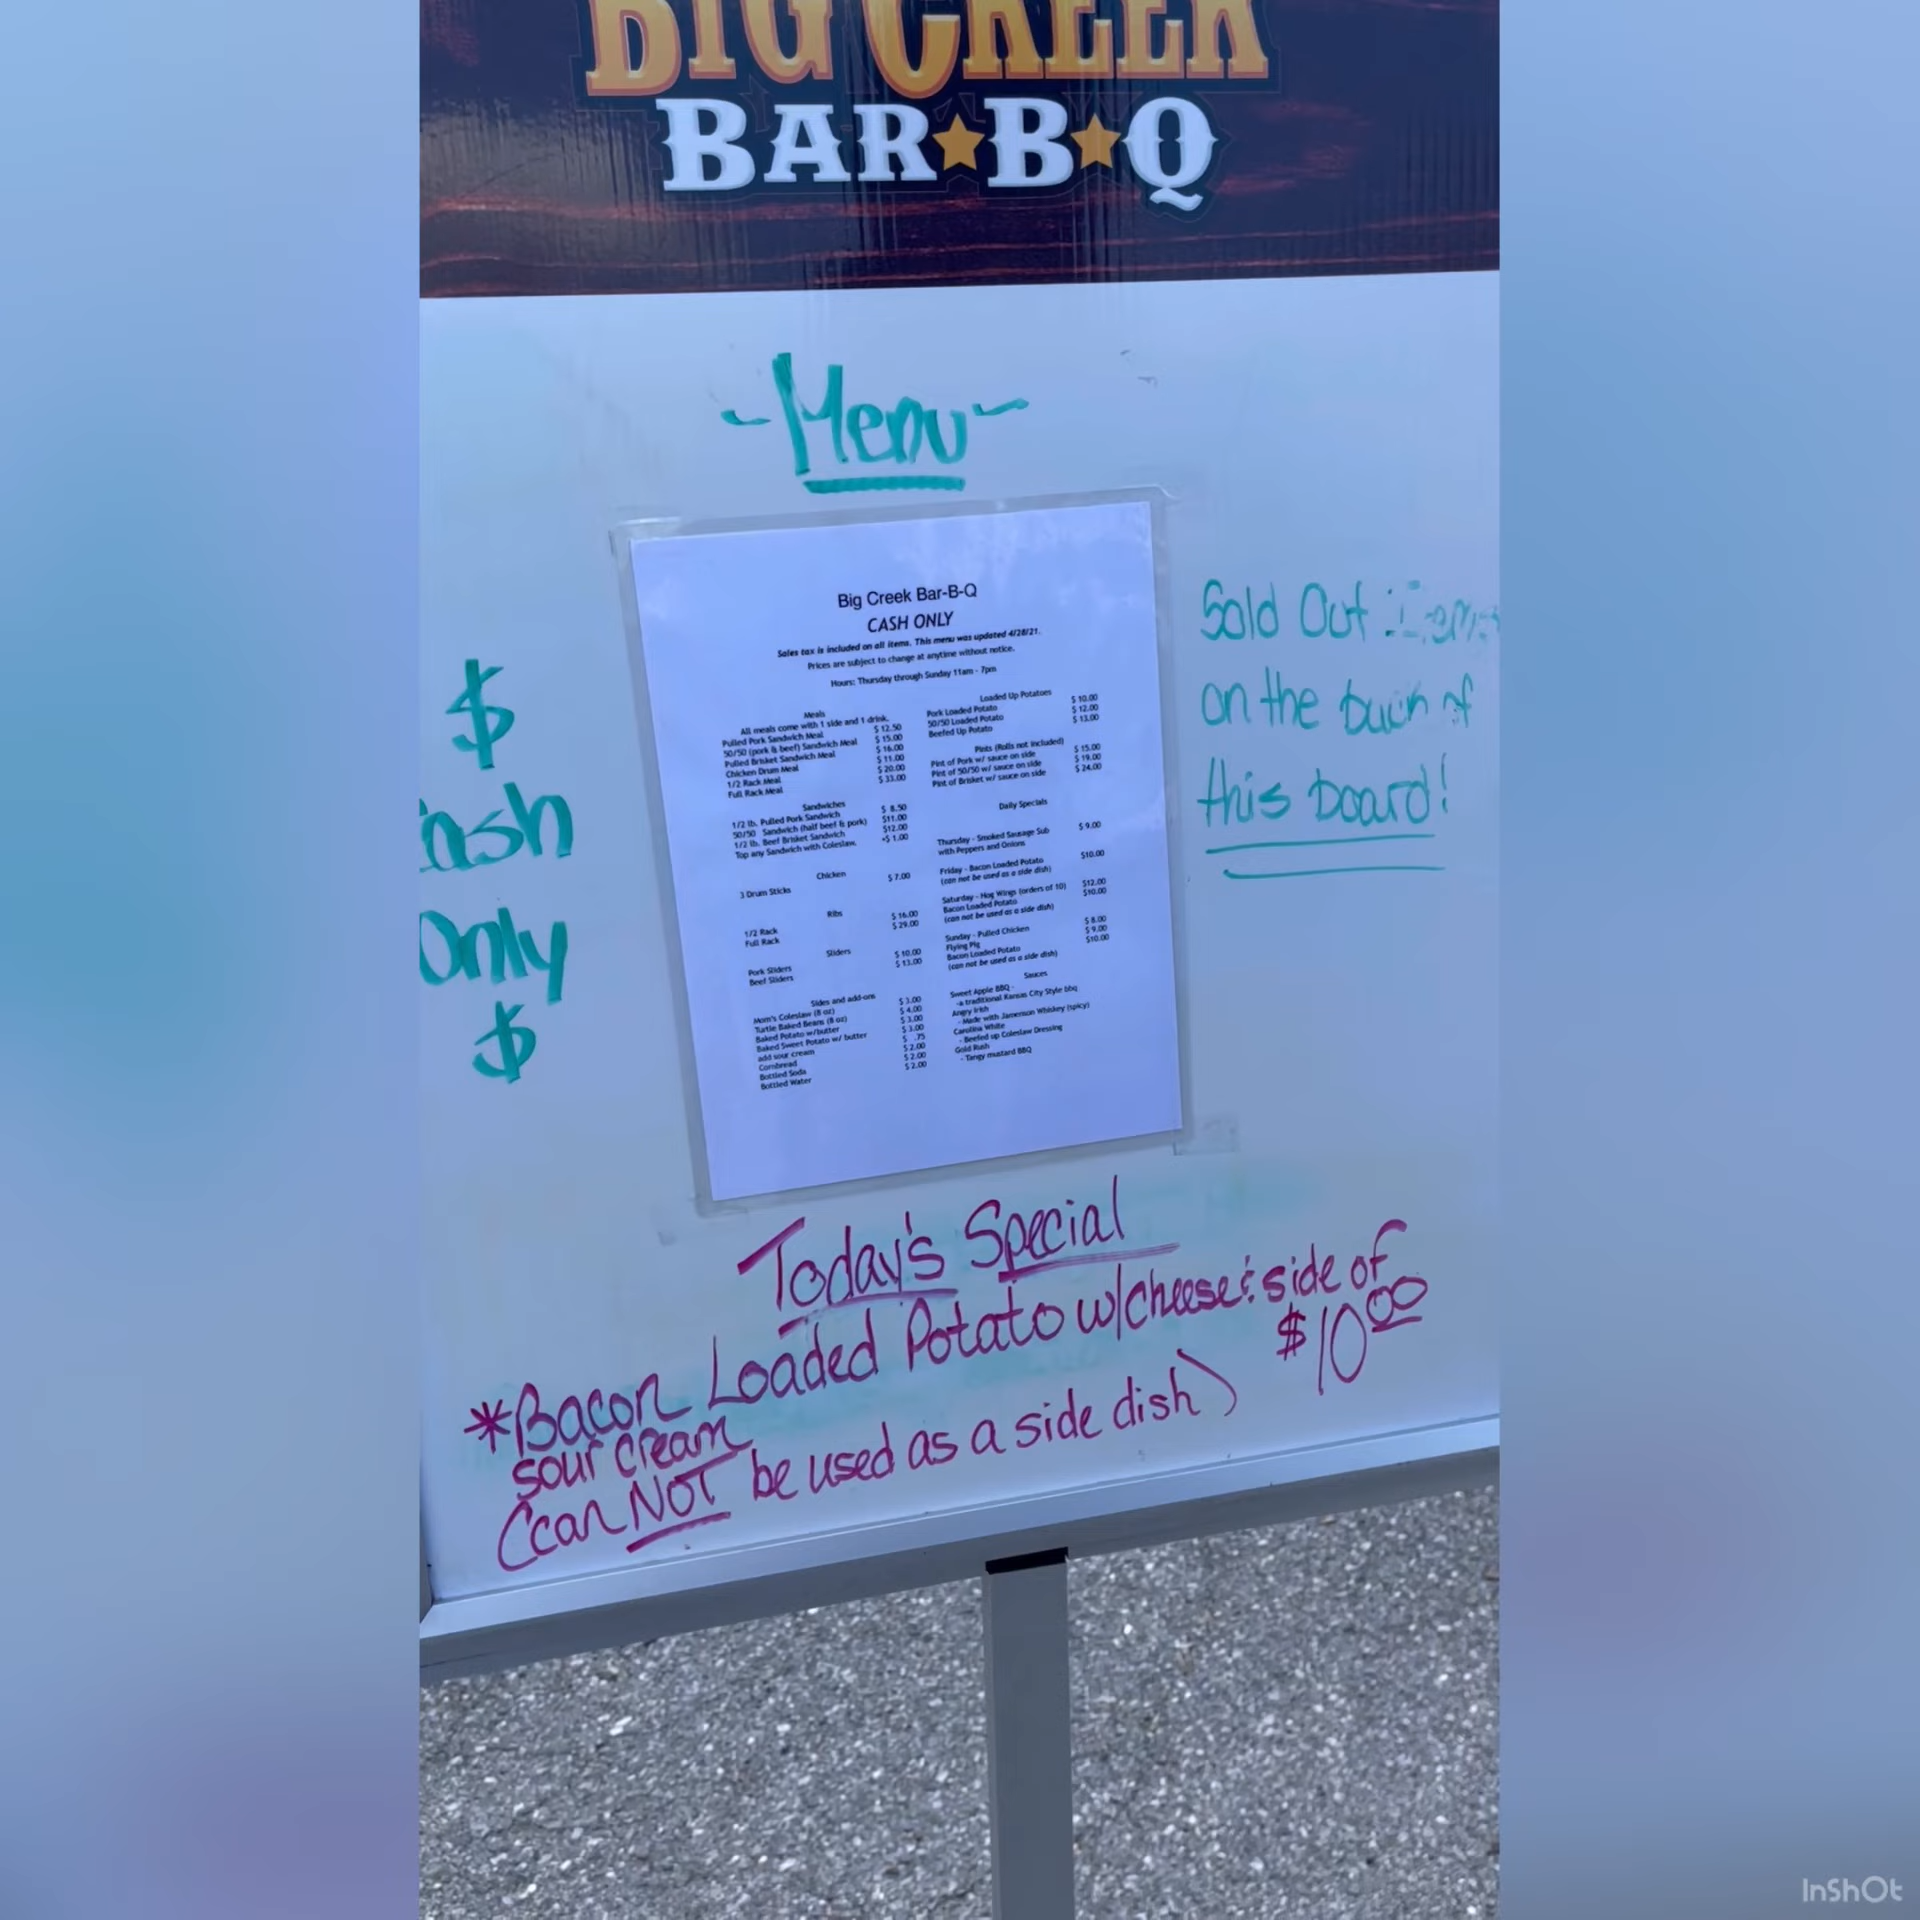 BIG CREEK
BAR★B★Q
-Menu-
$
Cash
Only
$
Sold Out Items
on the back of
this board!
Big Creek Bar-B-Q
CASH ONLY
Sales tax is included on all items. This menu was updated 4/28/21.
Prices are subject to change at anytime without notice.
Hours: Thursday through Sunday 11am - 7pm
Meals
All meals come with 1 side and 1 drink.
Pulled Pork Sandwich Meal $ 12.50
50/50 (pork & beef) Sandwich Meal $ 15.00
Pulled Brisket Sandwich Meal $ 16.00
Chicken Drum Meal $ 11.00
1/2 Rack Meal $ 20.00
Full Rack Meal $ 33.00
Sandwiches
1/2 lb. Pulled Pork Sandwich $ 8.50
50/50 Sandwich (half beef & pork) $11.00
1/2 lb. Beef Brisket Sandwich $12.00
Top any Sandwich with Coleslaw. +$ 1.00
Chicken
3 Drum Sticks $ 7.00
Ribs
1/2 Rack $ 16.00
Full Rack $ 29.00
Sliders
Pork Sliders $ 10.00
Beef Sliders $ 13.00
Sides and add-ons
Mom's Coleslaw (8 oz) $ 3.00
Turtle Baked Beans (8 oz) $ 4.00
Baked Potato w/butter $ 3.00
Baked Sweet Potato w/ butter $ 3.00
add sour cream $ .75
Cornbread $ 2.00
Bottled Soda $ 2.00
Bottled Water $ 2.00
Loaded Up Potatoes
Pork Loaded Potato $ 10.00
50/50 Loaded Potato $ 12.00
Beefed Up Potato $ 13.00
Pints (Rolls not included)
Pint of Pork w/ sauce on side $ 15.00
Pint of 50/50 w/ sauce on side $ 19.00
Pint of Brisket w/ sauce on side $ 24.00
Daily Specials
Thursday - Smoked Sausage Sub $ 9.00
with Peppers and Onions
Friday - Bacon Loaded Potato $10.00
(can not be used as a side dish)
Saturday - Hog Wings (orders of 10) $12.00
Bacon Loaded Potato $10.00
(can not be used as a side dish)
Sunday - Pulled Chicken $ 8.00
Flying Pig $ 9.00
Bacon Loaded Potato $10.00
(can not be used as a side dish)
Sauces
Sweet Apple BBQ -
-a traditional Kansas City Style bbq
Angry Irish
- Made with Jameson Whiskey (spicy)
Carolina White
- Beefed up Coleslaw Dressing
Gold Rush
- Tangy mustard BBQ
Today's Special
*Bacon Loaded Potato w/cheese & side of
sour cream $10.00
(can NOT be used as a side dish)
InShOt